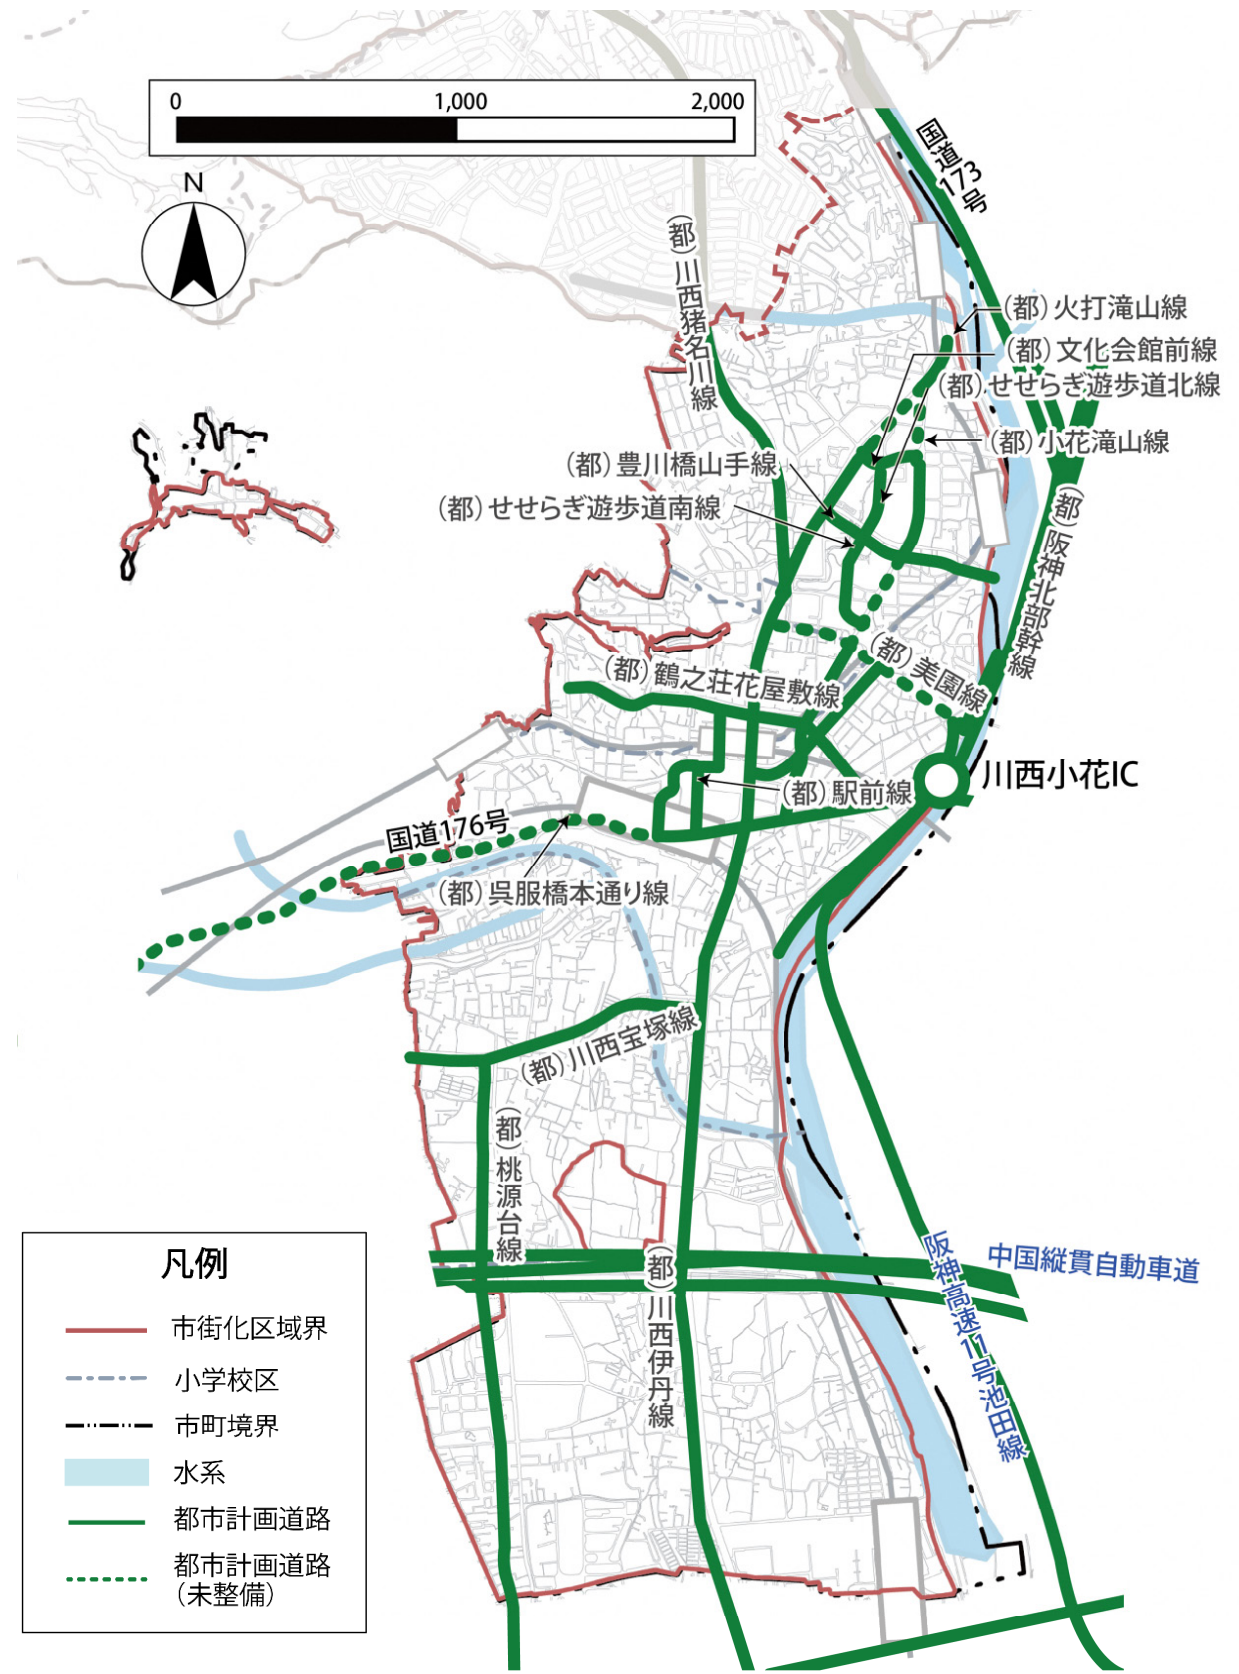 0 1,000 2,000
N
国道173号
(都)川西猪名川線
(都)火打滝山線
(都)文化会館前線
(都)せせらぎ遊歩道北線
(都)小花滝山線
(都)豊川橋山手線
(都)せせらぎ遊歩道南線
(都)阪神北部幹線
(都)美園線
(都)鶴之荘花屋敷線
川西小花IC
(都)駅前線
国道176号
(都)呉服橋本通り線
(都)川西宝塚線
(都)桃源台線
(都)川西伊丹線
中国縦貫自動車道
阪神高速11号池田線
凡例
市街化区域界
小学校区
市町境界
水系
都市計画道路
都市計画道路
(未整備)